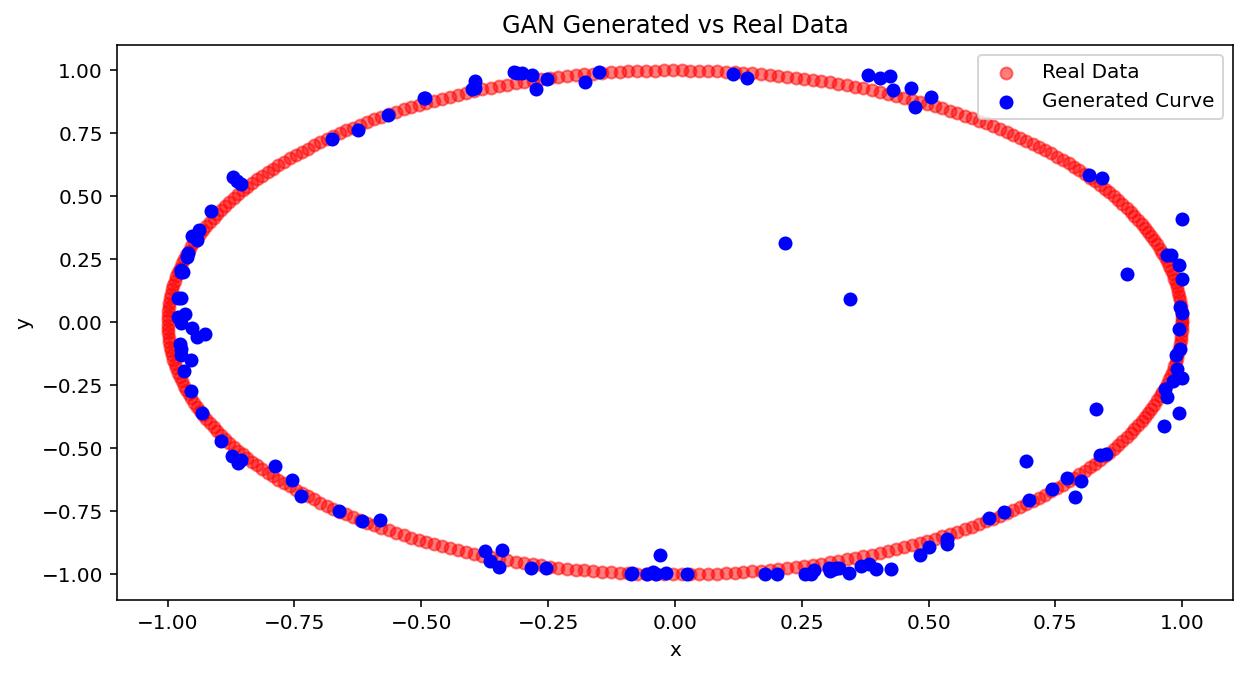 GAN Generated vs Real Data
Real Data
Generated Curve
1.00
0.75
0.50
0.25
0.00
−0.25
−0.50
−0.75
−1.00
y
−1.00 −0.75 −0.50 −0.25 0.00 0.25 0.50 0.75 1.00
x